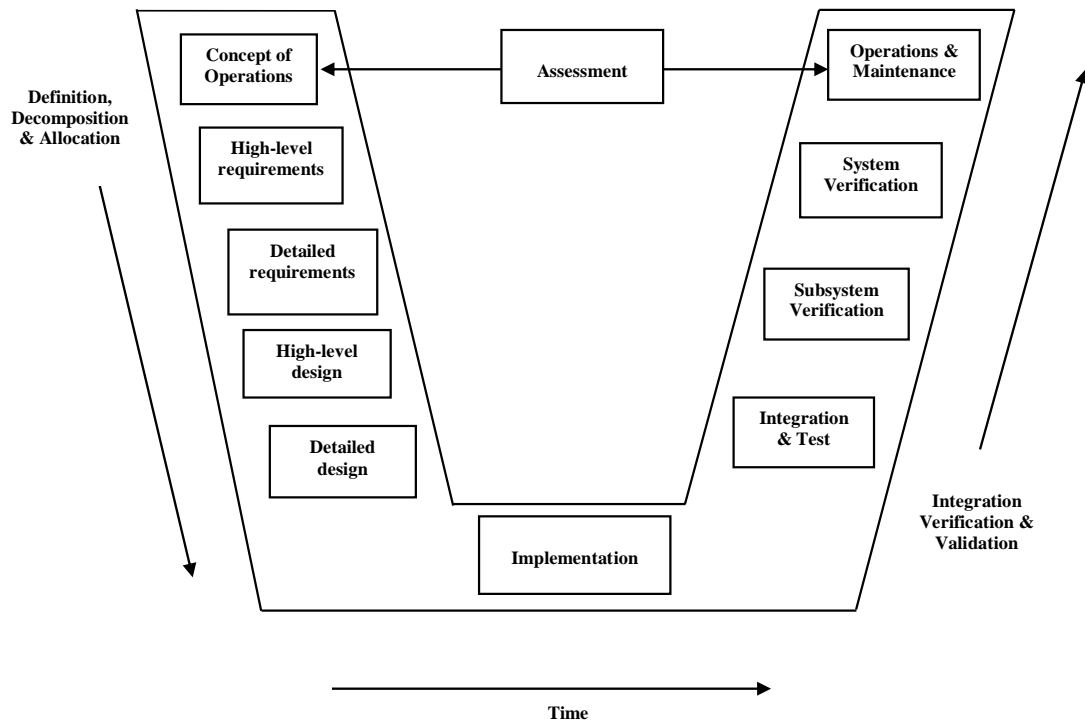 Concept of
Operations
Assessment
Operations &
Maintenance
Definition,
Decomposition
& Allocation
High-level
requirements
System
Verification
Detailed
requirements
Subsystem
Verification
High-level
design
Integration
& Test
Detailed
design
Integration
Verification &
Validation
Implementation
Time